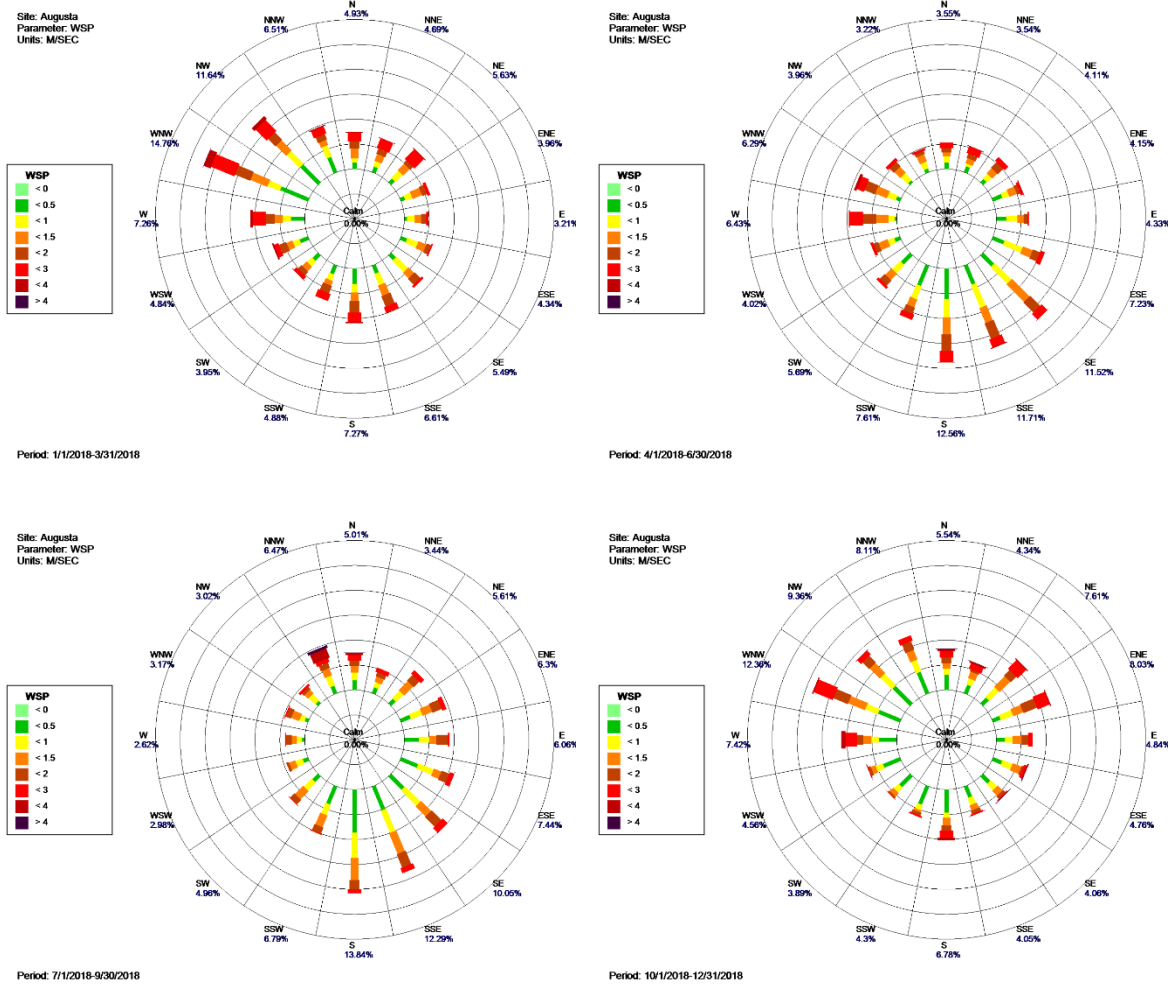 Site: Augusta
Parameter: WSP
Units: M/SEC
N
4.93%
NNE
4.69%
NE
5.63%
ENE
3.96%
E
3.21%
ESE
4.34%
SE
5.49%
SSE
6.61%
S
7.27%
SSW
4.88%
SW
3.95%
WSW
4.84%
W
7.26%
WNW
14.76%
NW
11.64%
NNW
6.51%
Calm
0.00%
WSP
< 0
< 0.5
< 1
< 1.5
< 2
< 3
< 4
> 4
Period: 1/1/2018-3/31/2018
Site: Augusta
Parameter: WSP
Units: M/SEC
N
3.55%
NNE
3.54%
NE
4.11%
ENE
4.15%
E
4.33%
ESE
7.23%
SE
11.52%
SSE
11.71%
S
12.56%
SSW
7.61%
SW
5.69%
WSW
4.02%
W
6.43%
WNW
6.29%
NW
3.96%
NNW
3.22%
Calm
0.00%
WSP
< 0
< 0.5
< 1
< 1.5
< 2
< 3
< 4
> 4
Period: 4/1/2018-6/30/2018
Site: Augusta
Parameter: WSP
Units: M/SEC
N
5.01%
NNE
3.44%
NE
5.61%
ENE
6.3%
E
6.06%
ESE
7.44%
SE
10.05%
SSE
12.29%
S
13.84%
SSW
6.79%
SW
4.96%
WSW
2.98%
W
2.62%
WNW
3.17%
NW
3.02%
NNW
6.47%
Calm
0.00%
WSP
< 0
< 0.5
< 1
< 1.5
< 2
< 3
< 4
> 4
Period: 7/1/2018-9/30/2018
Site: Augusta
Parameter: WSP
Units: M/SEC
N
5.54%
NNE
4.34%
NE
7.61%
ENE
8.03%
E
4.84%
ESE
4.76%
SE
4.06%
SSE
4.05%
S
6.78%
SSW
4.3%
SW
3.89%
WSW
4.56%
W
7.42%
WNW
12.36%
NW
9.36%
NNW
8.11%
Calm
0.00%
WSP
< 0
< 0.5
< 1
< 1.5
< 2
< 3
< 4
> 4
Period: 10/1/2018-12/31/2018